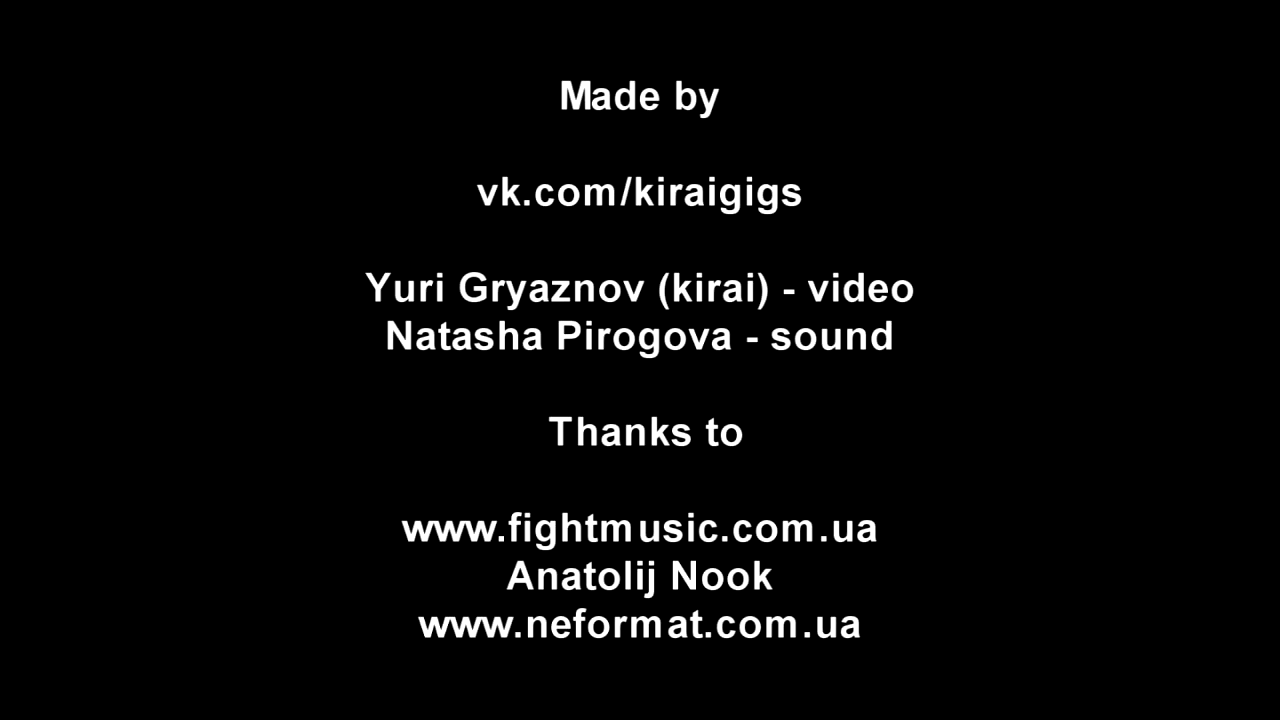 Made by
vk.com/kiraigigs
Yuri Gryaznov (kirai) - video
Natasha Pirogova - sound
Thanks to
www.fightmusic.com.ua
Anatolij Nook
www.neformat.com.ua